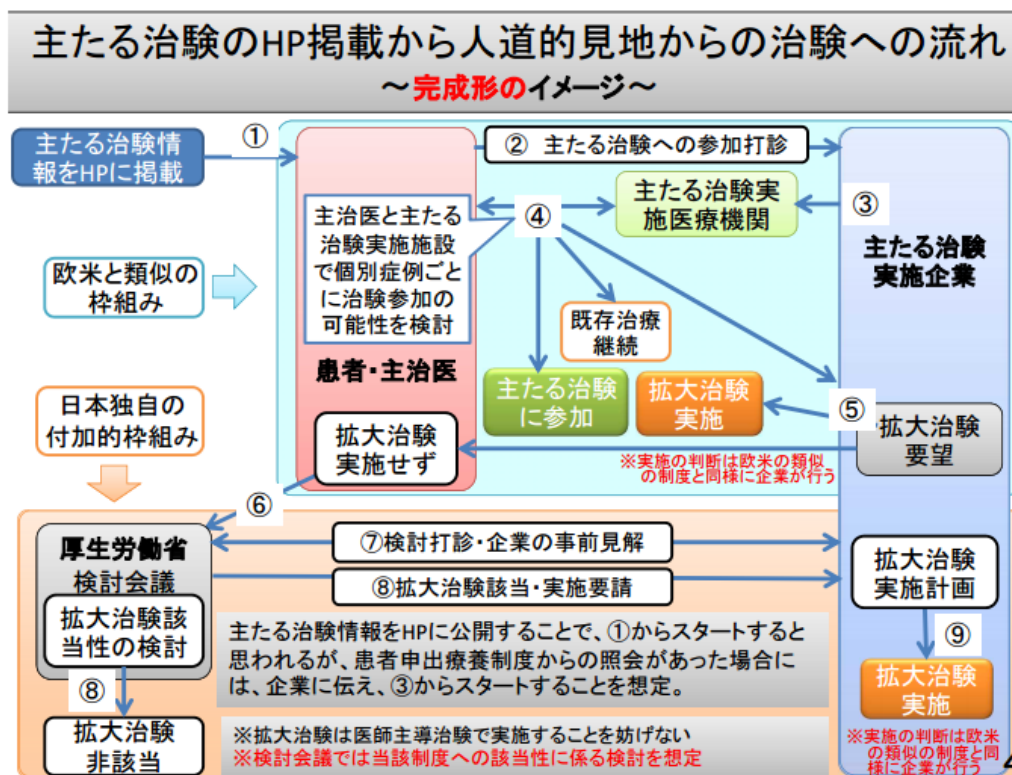 主たる治験のHP掲載から人道的見地からの治験への流れ
～完成形のイメージ～
主たる治験情
報をHPに掲載
①
② 主たる治験への参加打診
主たる治験実
施医療機関
③
主治医と主たる
治験実施施設
で個別症例ごと
に治験参加の
可能性を検討
④
主たる治験
実施企業
欧米と類似の
枠組み
既存治療
継続
患者・主治医
主たる治験
に参加
拡大治験
実施
⑤
拡大治験
要望
日本独自の
付加的枠組み
拡大治験
実施せず
※実施の判断は欧米の類似
の制度と同様に企業が行う
⑥
厚生労働省
検討会議
拡大治験該
当性の検討
⑦検討打診・企業の事前見解
⑧拡大治験該当・実施要請
拡大治験
実施計画
主たる治験情報をHPに公開することで、①からスタートすると
思われるが、患者申出療養制度からの照会があった場合に
は、企業に伝え、③からスタートすることを想定。
⑨
⑧
拡大治験
実施
拡大治験
非該当
※拡大治験は医師主導治験で実施することを妨げない
※検討会議では当該制度への該当性に係る検討を想定
※実施の判断は欧米
の類似の制度と同
様に企業が行う
4